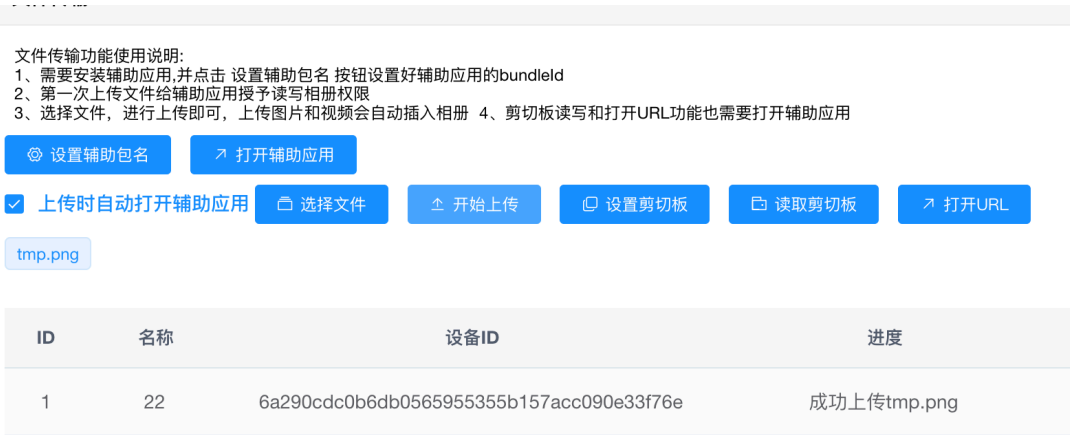 文件传输功能使用说明:
1、需要安装辅助应用,并点击 设置辅助包名 按钮设置好辅助应用的bundleId
2、第一次上传文件给辅助应用授予读写相册权限
3、选择文件，进行上传即可，上传图片和视频会自动插入相册 4、剪切板读写和打开URL功能也需要打开辅助应用
设置辅助包名 打开辅助应用
上传时自动打开辅助应用 选择文件 开始上传 设置剪切板 读取剪切板 打开URL
tmp.png
ID 名称 设备ID 进度
1 22 6a290cdc0b6db0565955355b157acc090e33f76e 成功上传tmp.png